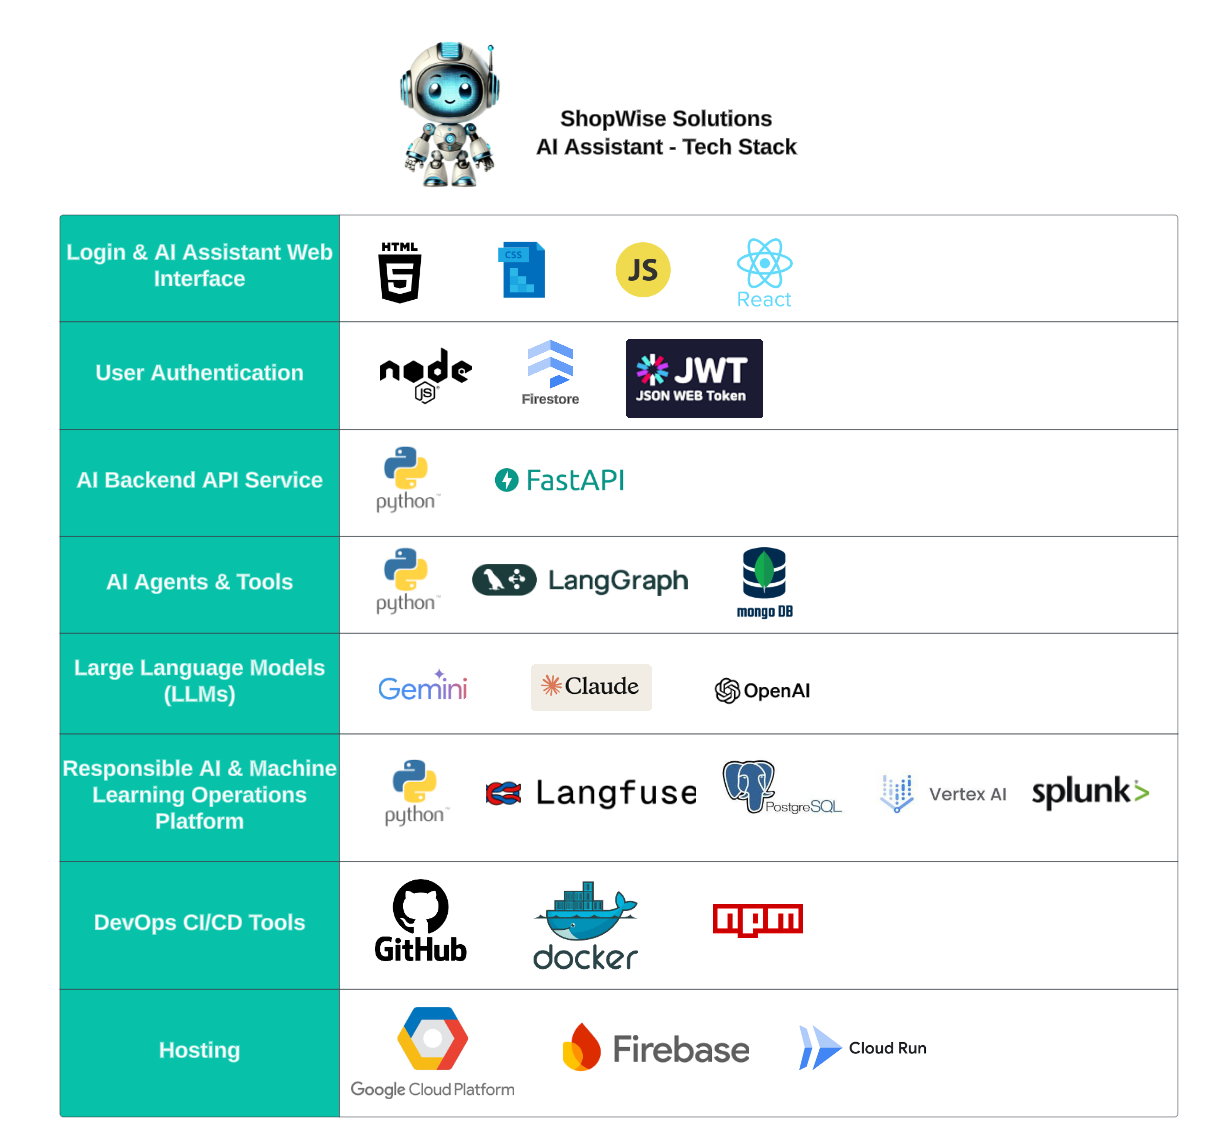 ShopWise Solutions
AI Assistant - Tech Stack
Login & AI Assistant Web
Interface
HTML
5
CSS
JS
React
User Authentication
node
JS
Firestore
JWT
JSON WEB Token
AI Backend API Service
python™
FastAPI
AI Agents & Tools
python™
LangGraph
mongo DB
Large Language Models
(LLMs)
Gemini
Claude
OpenAI
Responsible AI & Machine
Learning Operations
Platform
python™
Langfuse
PostgreSQL
Vertex AI
splunk>
DevOps CI/CD Tools
GitHub
docker
npm
Hosting
Google Cloud Platform
Firebase
Cloud Run